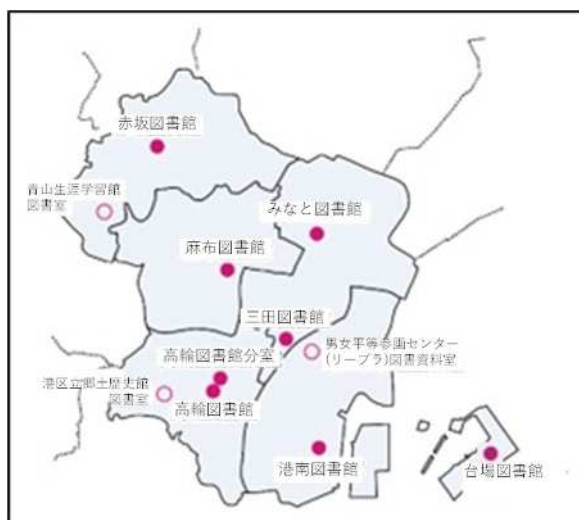 赤坂図書館
青山生涯学習館
図書室
みなと図書館
麻布図書館
三田図書館
男女平等参画センター
(リーブラ)図書資料室
高輪図書館分室
港区立郷土歴史館
図書室
高輪図書館
港南図書館
台場図書館